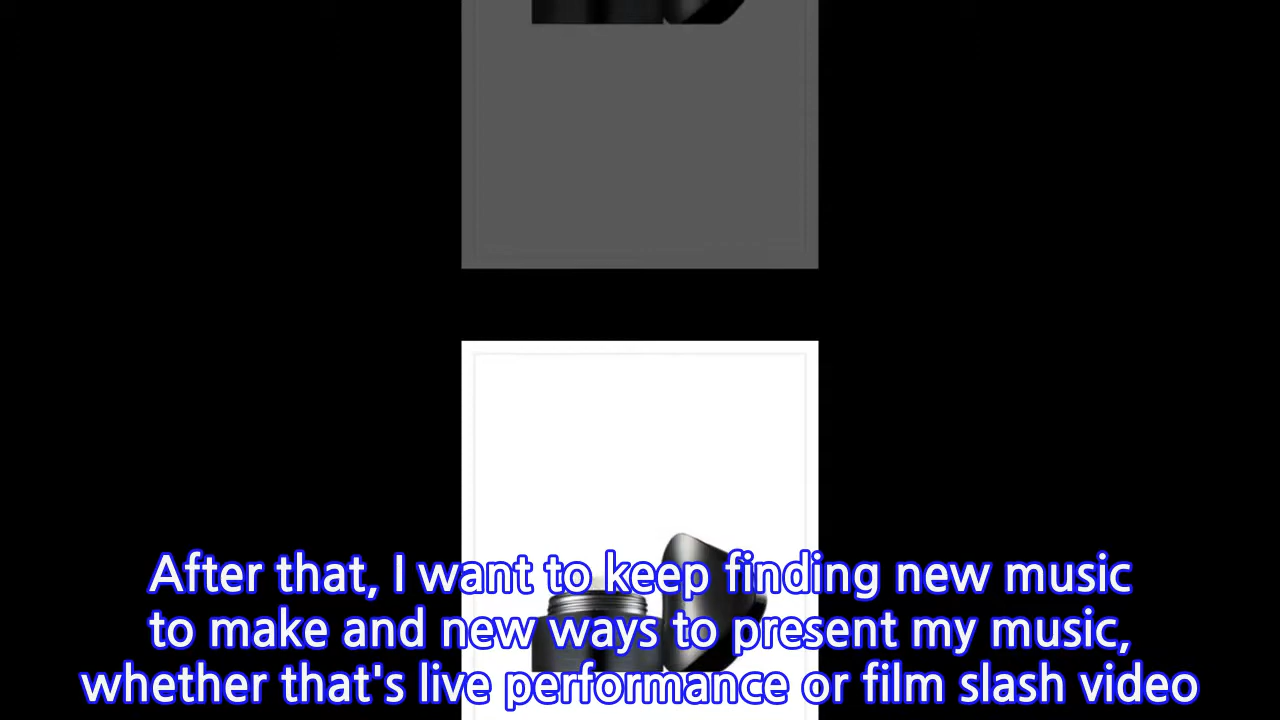 After that, I want to keep finding new music
to make and new ways to present my music,
whether that's live performance or film slash video